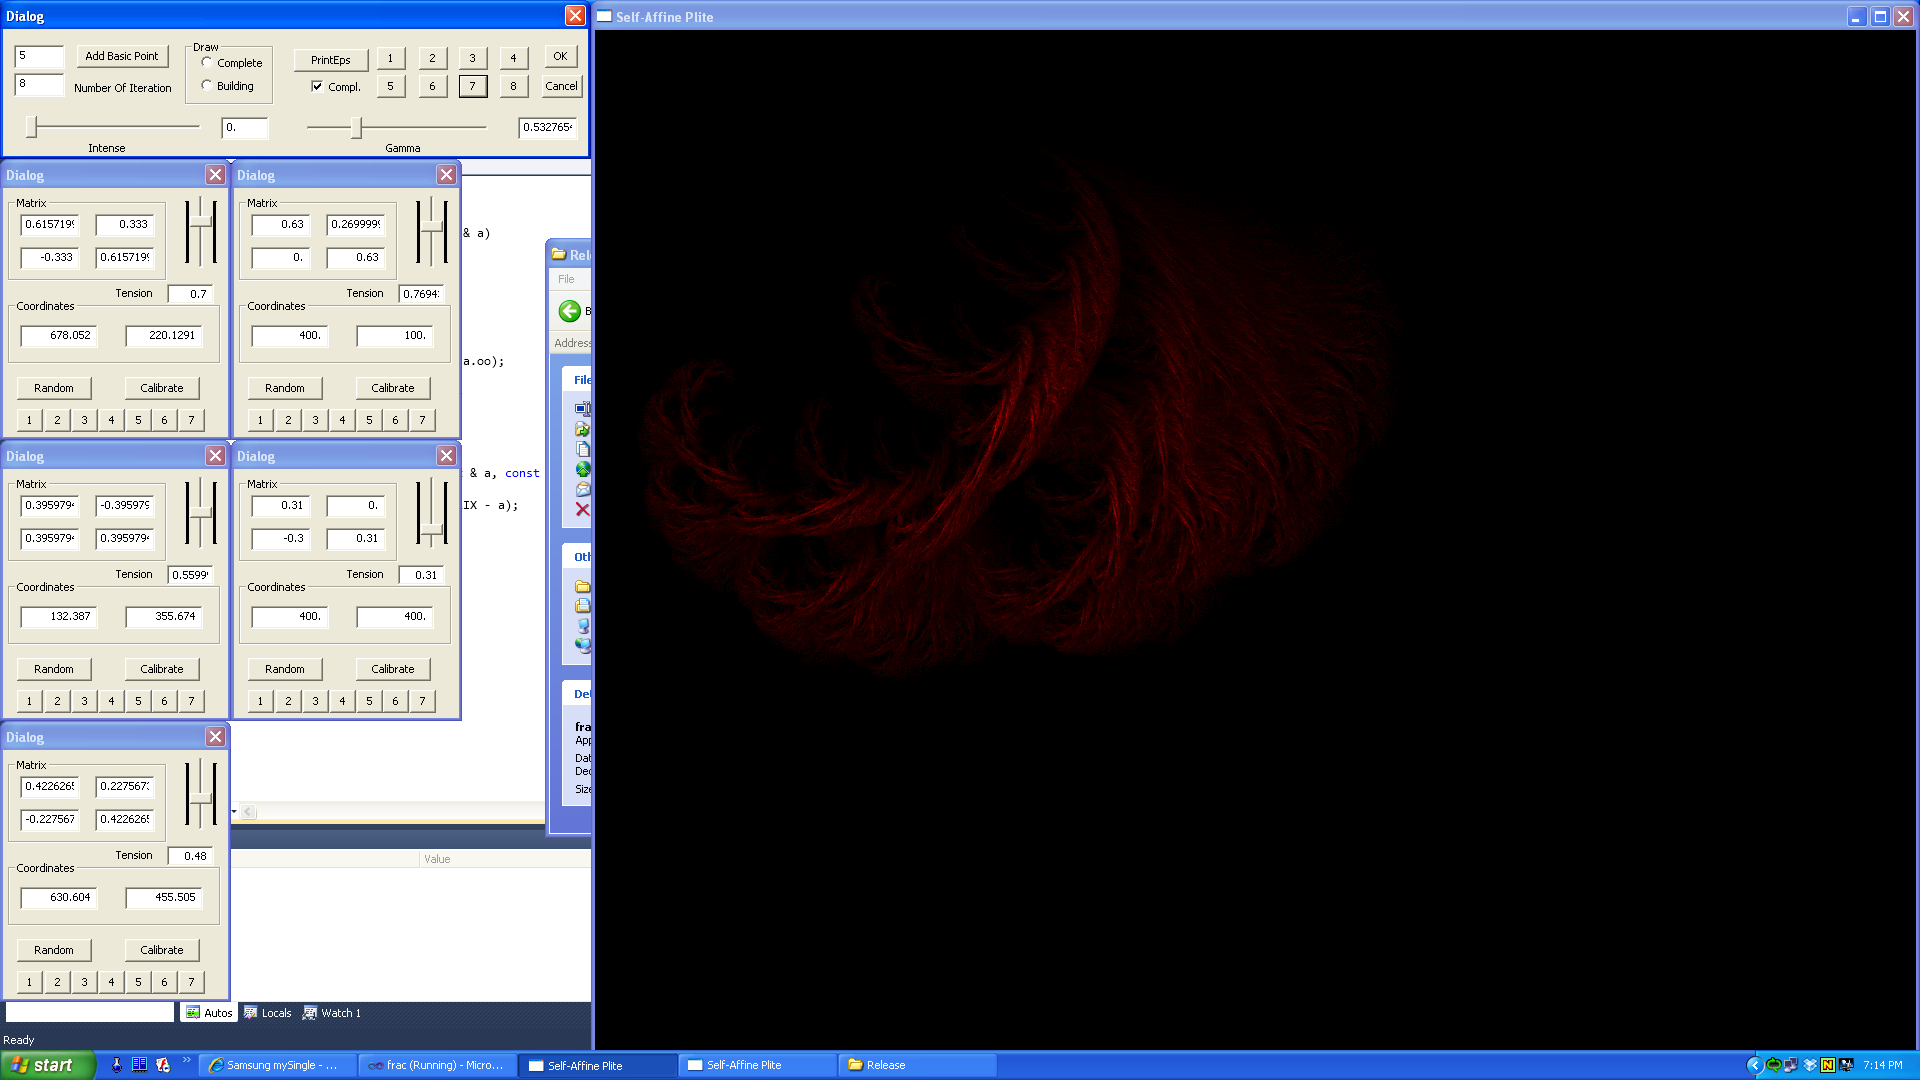 Dialog
5
Add Basic Point
Draw
Complete
Building
PrintEps
1 2 3 4
OK
8
Number Of Iteration
Compl.
5 6 7 8
Cancel
0.
0.532765
Intense
Gamma
Self-Affine Plite
Dialog
Matrix
0.615719 0.333
-0.333 0.615719
Tension 0.7
Coordinates
678.052 220.1291
Random Calibrate
1 2 3 4 5 6 7
Dialog
Matrix
0.63 0.269999
0. 0.63
Tension 0.7694
Coordinates
400. 100.
Random Calibrate
1 2 3 4 5 6 7
Dialog
Matrix
0.395979 -0.395979
0.395979 0.395979
Tension 0.5599
Coordinates
132.387 355.674
Random Calibrate
1 2 3 4 5 6 7
Dialog
Matrix
0.31 0.
-0.3 0.31
Tension 0.31
Coordinates
400. 400.
Random Calibrate
1 2 3 4 5 6 7
Dialog
Matrix
0.422626 0.227567
-0.227567 0.422626
Tension 0.48
Coordinates
630.604 455.505
Random Calibrate
1 2 3 4 5 6 7
& a)
a.oo);
& a, const
IX - a);
Rele
File
B
Address
File
Oth
Det
fra
App
Dat
Dec
Size
Value
Autos Locals Watch 1
Ready
start
Samsung mySingle - ...
frac (Running) - Micro...
Self-Affine Plite
Self-Affine Plite
Release
7:14 PM